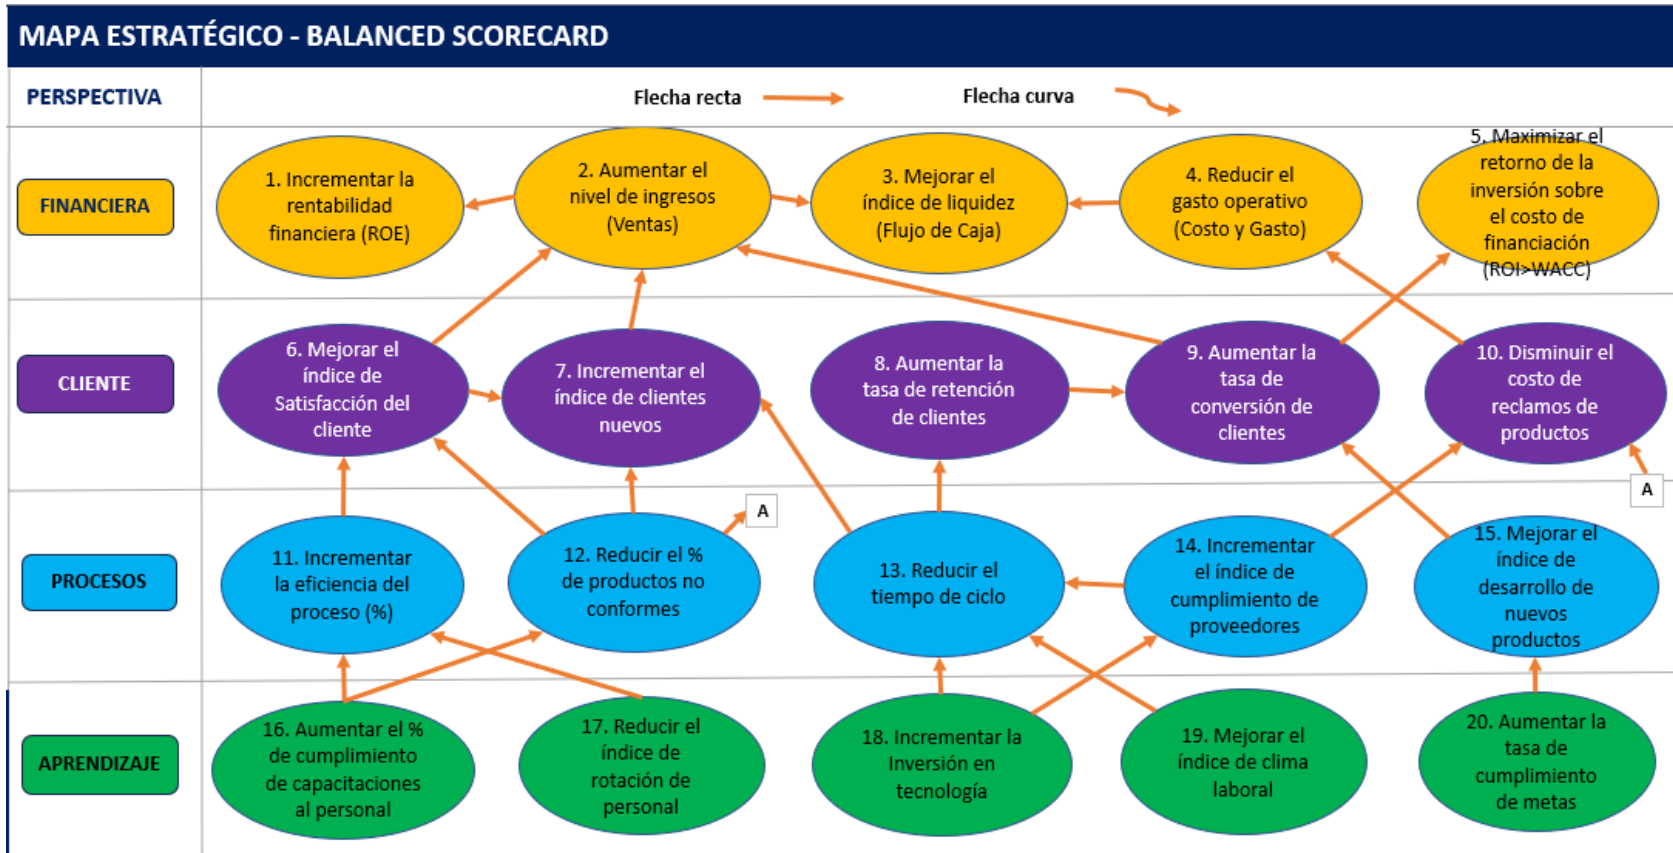 MAPA ESTRATÉGICO - BALANCED SCORECARD
PERSPECTIVA
Flecha recta
Flecha curva
FINANCIERA
1. Incrementar la
rentabilidad
financiera (ROE)
2. Aumentar el
nivel de ingresos
(Ventas)
3. Mejorar el
índice de liquidez
(Flujo de Caja)
4. Reducir el
gasto operativo
(Costo y Gasto)
5. Maximizar el
retorno de la
inversión sobre
el costo de
financiación
(ROI>WACC)
CLIENTE
6. Mejorar el
índice de
Satisfacción del
cliente
7. Incrementar el
índice de clientes
nuevos
8. Aumentar la
tasa de retención
de clientes
9. Aumentar la
tasa de
conversión de
clientes
10. Disminuir el
costo de
reclamos de
productos
A
A
PROCESOS
11. Incrementar
la eficiencia del
proceso (%)
12. Reducir el %
de productos no
conformes
13. Reducir el
tiempo de ciclo
14. Incrementar
el índice de
cumplimiento de
proveedores
15. Mejorar el
índice de
desarrollo de
nuevos
productos
APRENDIZAJE
16. Aumentar el %
de cumplimiento
de capacitaciones
al personal
17. Reducir el
índice de
rotación de
personal
18. Incrementar la
Inversión en
tecnología
19. Mejorar el
índice de clima
laboral
20. Aumentar la
tasa de
cumplimiento
de metas